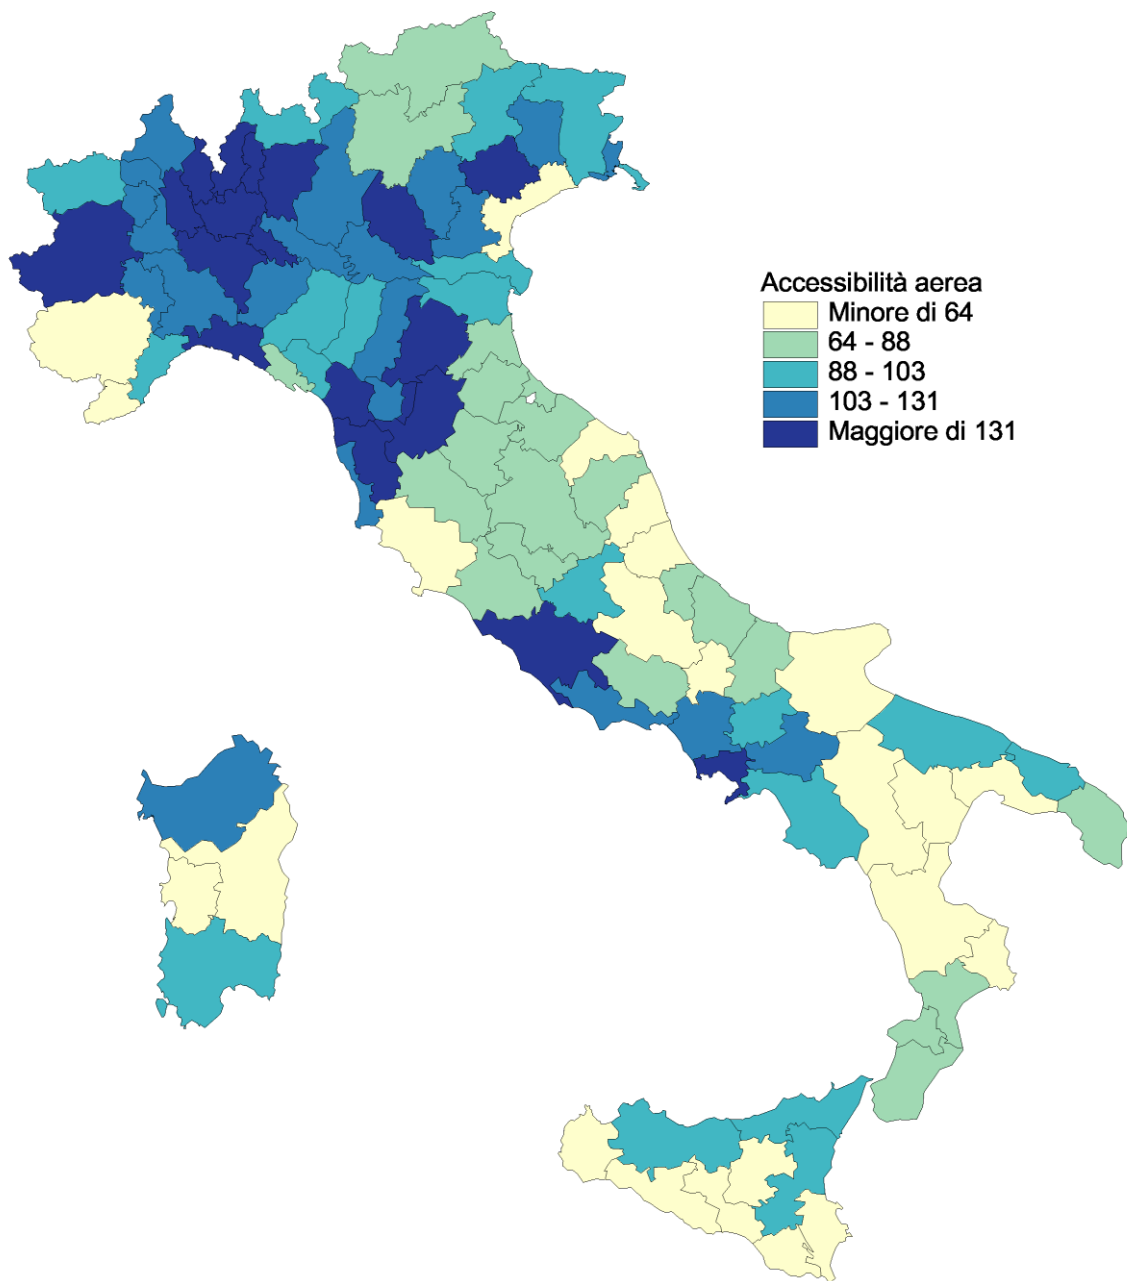 Accessibilità aerea
Minore di 64
64 - 88
88 - 103
103 - 131
Maggiore di 131